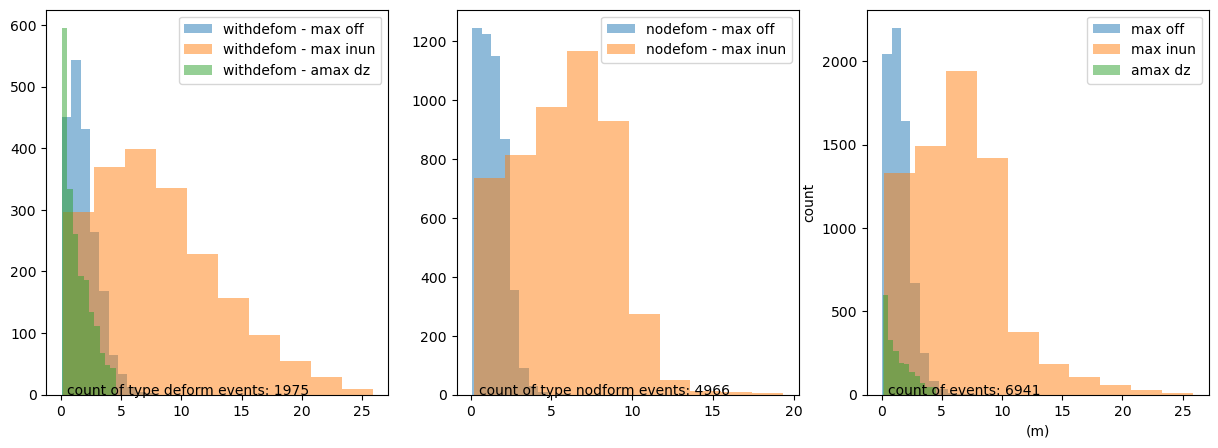 withdefom - max off
withdefom - max inun
withdefom - amax dz
600
500
400
300
200
100
0
count of type deform events: 1975
0 5 10 15 20 25
nodefom - max off
nodefom - max inun
1200
1000
800
600
400
200
0
count of type nodform events: 4966
0 5 10 15 20
max off
max inun
amax dz
count
2000
1500
1000
500
0
count of events: 6941
0 5 10 15 20 25
(m)